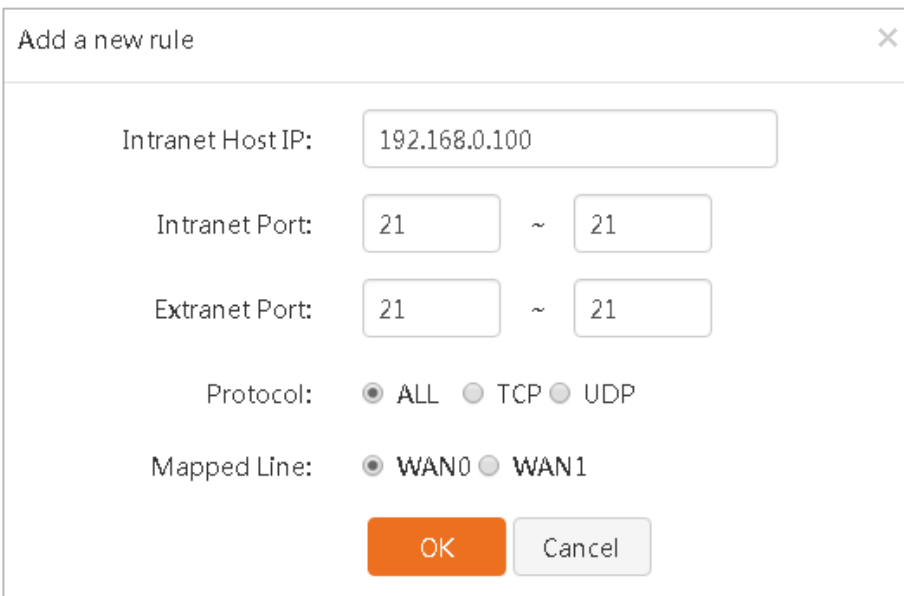 Add a new rule ×
Intranet Host IP: 192.168.0.100
Intranet Port: 21 ~ 21
Extranet Port: 21 ~ 21
Protocol: ALL TCP UDP
Mapped Line: WAN0 WAN1
OK Cancel